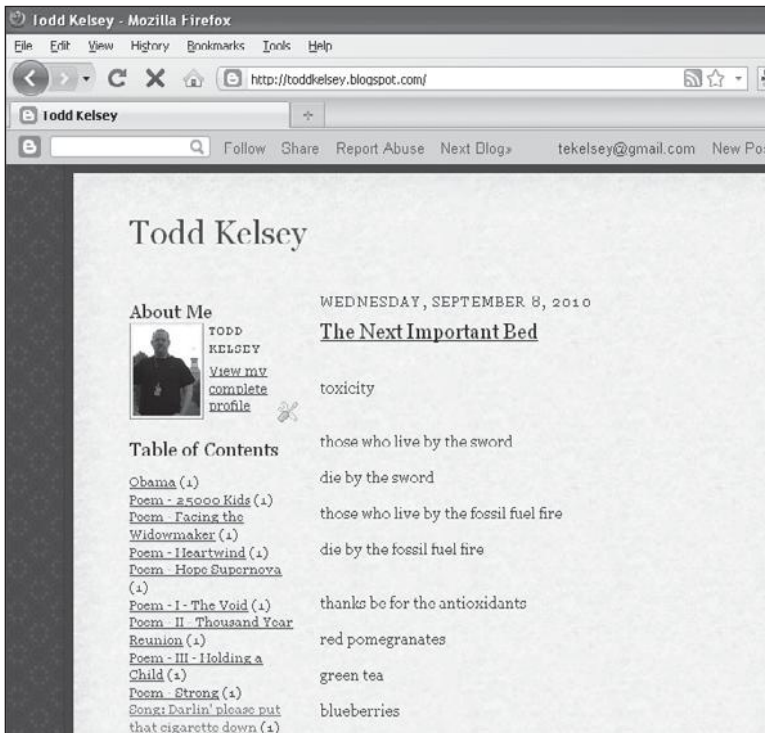 Todd Kelsey - Mozilla Firefox
File Edit View History Bookmarks Tools Help
http://toddkelsey.blogspot.com/
Todd Kelsey
Follow Share Report Abuse Next Blog» tekelsey@gmail.com New Pos
Todd Kelsey
About Me
TODD
KELSEY
View my
complete
profile
Table of Contents
Obama (1)
Poem - 25000 Kids (1)
Poem - Facing the
Widowmaker (1)
Poem - Heartwind (1)
Poem - Hope Supernova
(1)
Poem - I - The Void (1)
Poem - II - Thousand Year
Reunion (1)
Poem - III - Holding a
Child (1)
Poem - Strong (1)
Song: Darlin' please put
that cigarette down (1)
WEDNESDAY, SEPTEMBER 8, 2010
The Next Important Bed
toxicity
those who live by the sword
die by the sword
those who live by the fossil fuel fire
die by the fossil fuel fire
thanks be for the antioxidants
red pomegranates
green tea
blueberries